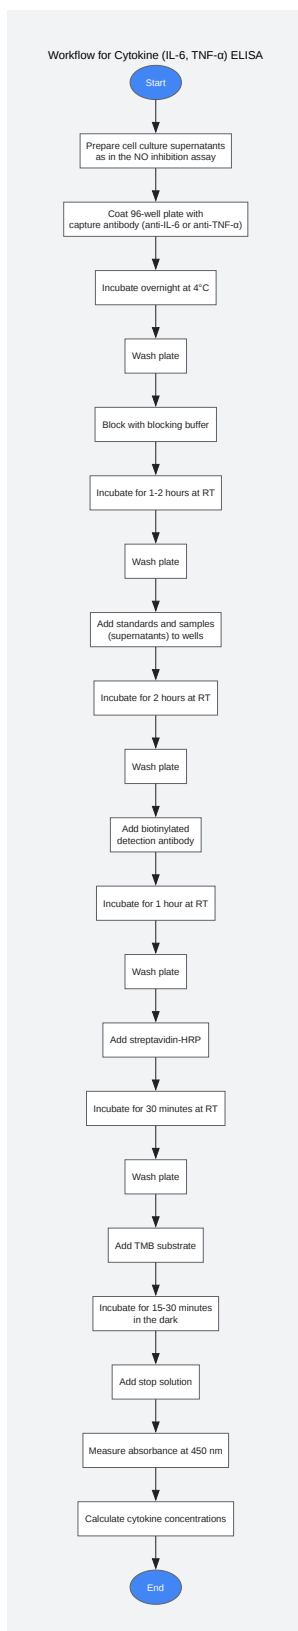 Workflow for Cytokine (IL-6, TNF-α) ELISA
Start
Prepare cell culture supernatants
as in the NO inhibition assay
Coat 96-well plate with
capture antibody (anti-IL-6 or anti-TNF-α)
Incubate overnight at 4°C
Wash plate
Block with blocking buffer
Incubate for 1-2 hours at RT
Wash plate
Add standards and samples
(supernatants) to wells
Incubate for 2 hours at RT
Wash plate
Add biotinylated
detection antibody
Incubate for 1 hour at RT
Wash plate
Add streptavidin-HRP
Incubate for 30 minutes at RT
Wash plate
Add TMB substrate
Incubate for 15-30 minutes
in the dark
Add stop solution
Measure absorbance at 450 nm
Calculate cytokine concentrations
End